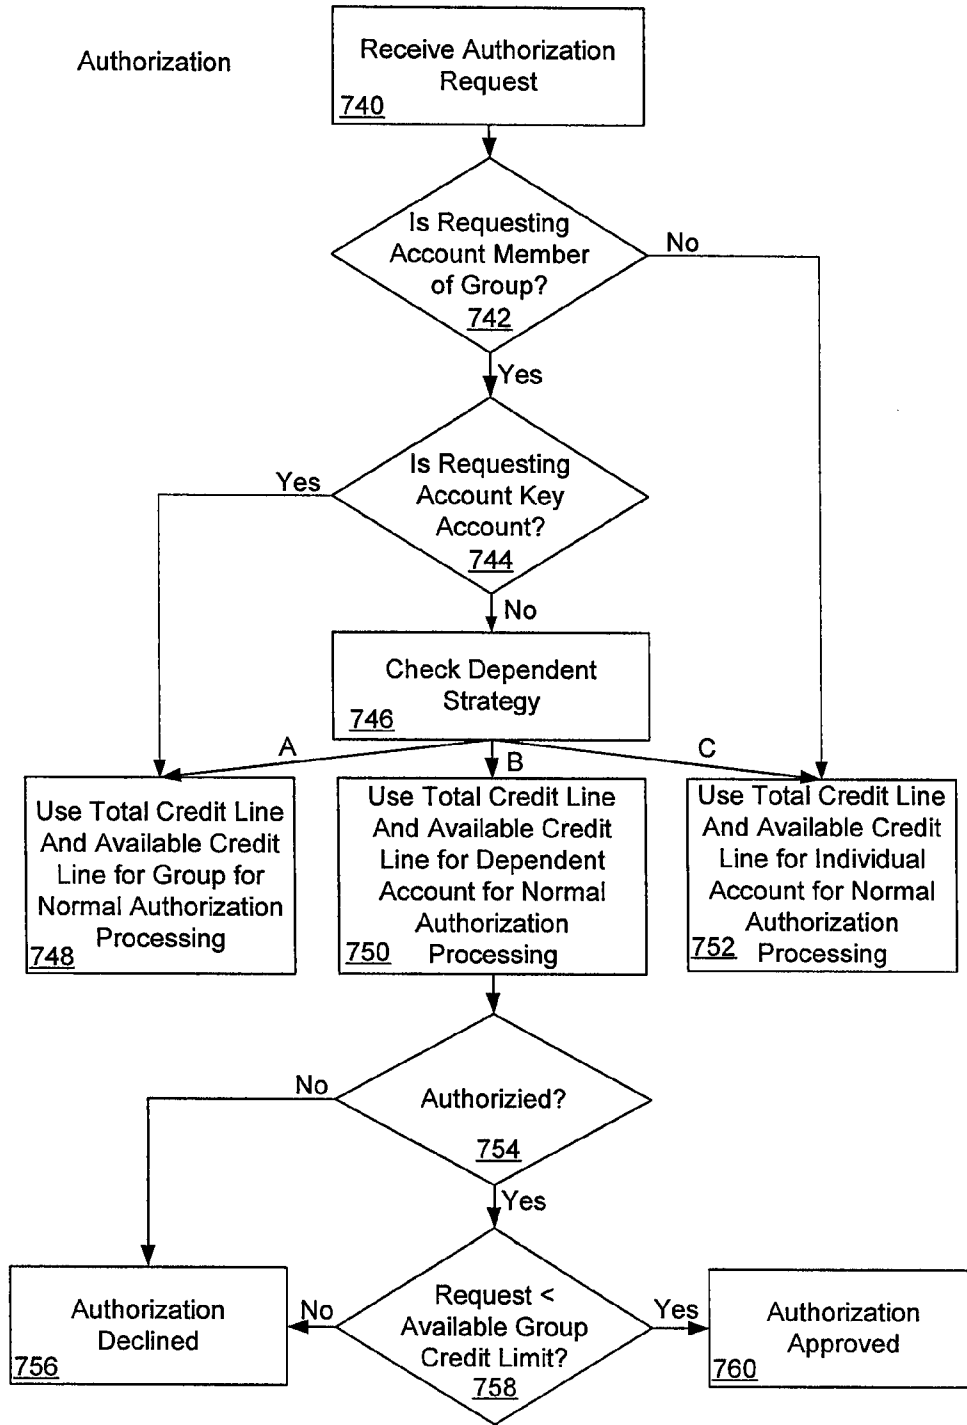 Authorization
Receive Authorization
Request
740
Is Requesting
Account Member
of Group?
742
No
Yes
Is Requesting
Account Key
Account?
744
Yes
No
Check Dependent
Strategy
746
A
B
C
Use Total Credit Line
And Available Credit
Line for Group for
Normal Authorization
Processing
748
Use Total Credit Line
And Available Credit
Line for Dependent
Account for Normal
Authorization
Processing
750
Use Total Credit Line
And Available Credit
Line for Individual
Account for Normal
Authorization
Processing
752
Authorizied?
754
No
Yes
Authorization
Declined
756
No
Request <
Available Group
Credit Limit?
758
Yes
Authorization
Approved
760